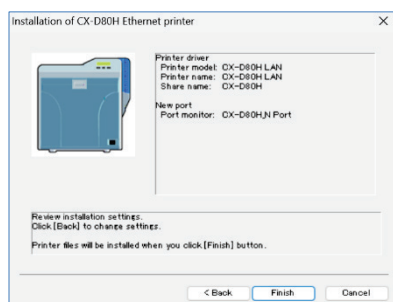 Installation of CX-D80H Ethernet printer
Printer driver
Printer model: CX-D80H LAN
Printer name: CX-D80H LAN
Share name: CX-D80H
New port
Port monitor: CX-D80H_N Port
Review installation settings.
Click [Back] to change settings.
Printer files will be installed when you click [Finish] button.
< Back Finish Cancel